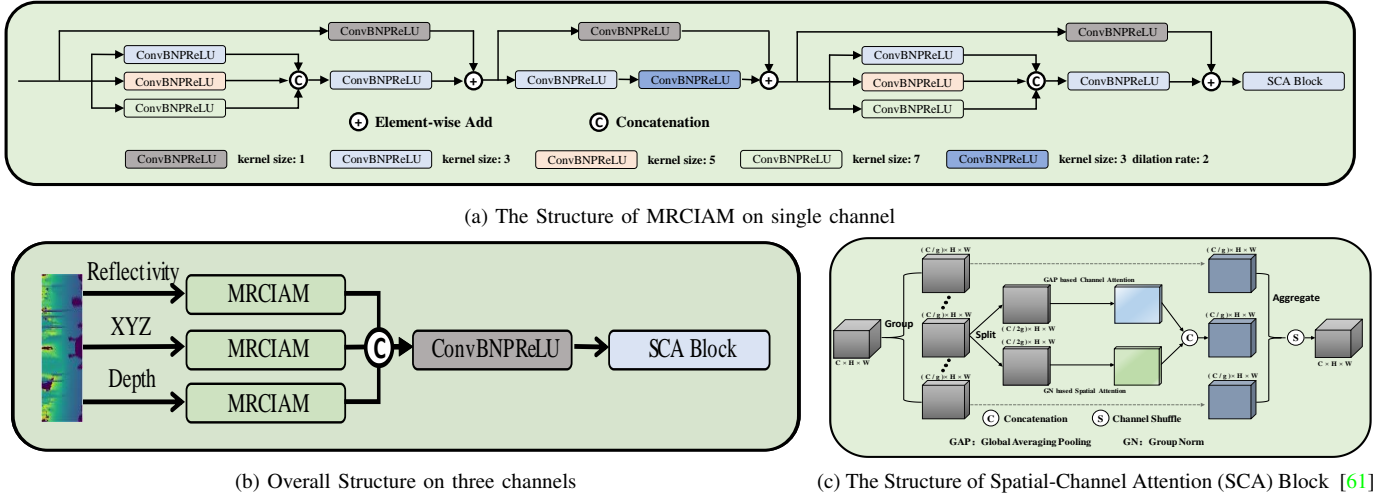 ConvBNPReLU ConvBNPReLU ConvBNPReLU
ConvBNPReLU ConvBNPReLU
ConvBNPReLU C ConvBNPReLU + ConvBNPReLU ConvBNPReLU + ConvBNPReLU C ConvBNPReLU + SCA Block
ConvBNPReLU ConvBNPReLU
+ Element-wise Add C Concatenation
ConvBNPReLU kernel size: 1 ConvBNPReLU kernel size: 3 ConvBNPReLU kernel size: 5 ConvBNPReLU kernel size: 7 ConvBNPReLU kernel size: 3 dilation rate: 2
(a) The Structure of MRCIAM on single channel
Reflectivity
MRCIAM
XYZ
MRCIAM
C
ConvBNPReLU
SCA Block
Depth
MRCIAM
(b) Overall Structure on three channels
( C / g )× H × W
( C / g )× H × W
GAP based Channel Attention
Aggregate
( C / g )× H × W
( C / g )× H × W
Group
Split
( C / 2g )× H × W
( C / 2g )× H × W
C
S
C × H × W
C × H × W
( C / g )× H × W
( C / g )× H × W
GN based Spatial Attention
C Concatenation
S Channel Shuffle
GAP: Global Averaging Pooling
GN: Group Norm
(c) The Structure of Spatial-Channel Attention (SCA) Block [61]